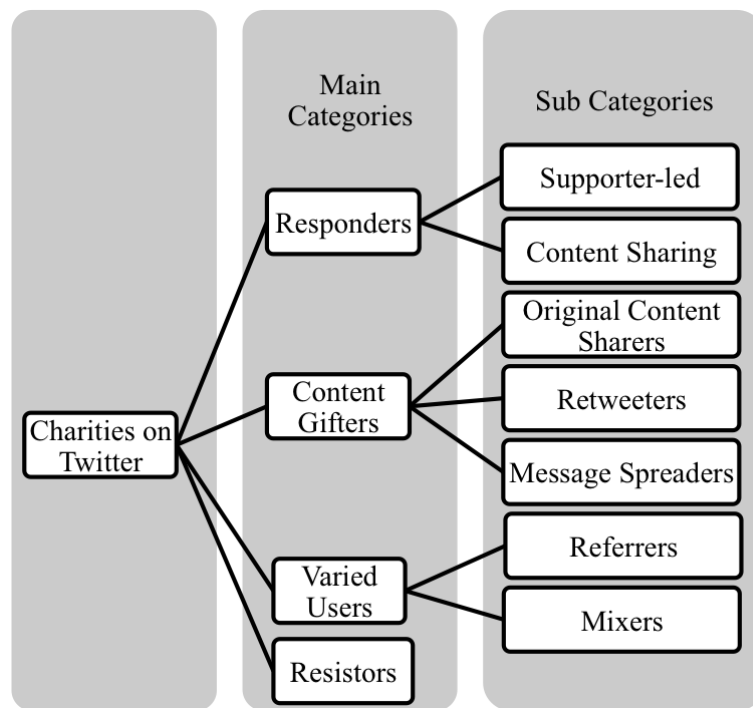 Main
Categories
Sub Categories
Charities on
Twitter
Responders
Content
Gifters
Varied
Users
Resistors
Supporter-led
Content Sharing
Original Content
Sharers
Retweeters
Message Spreaders
Referrers
Mixers